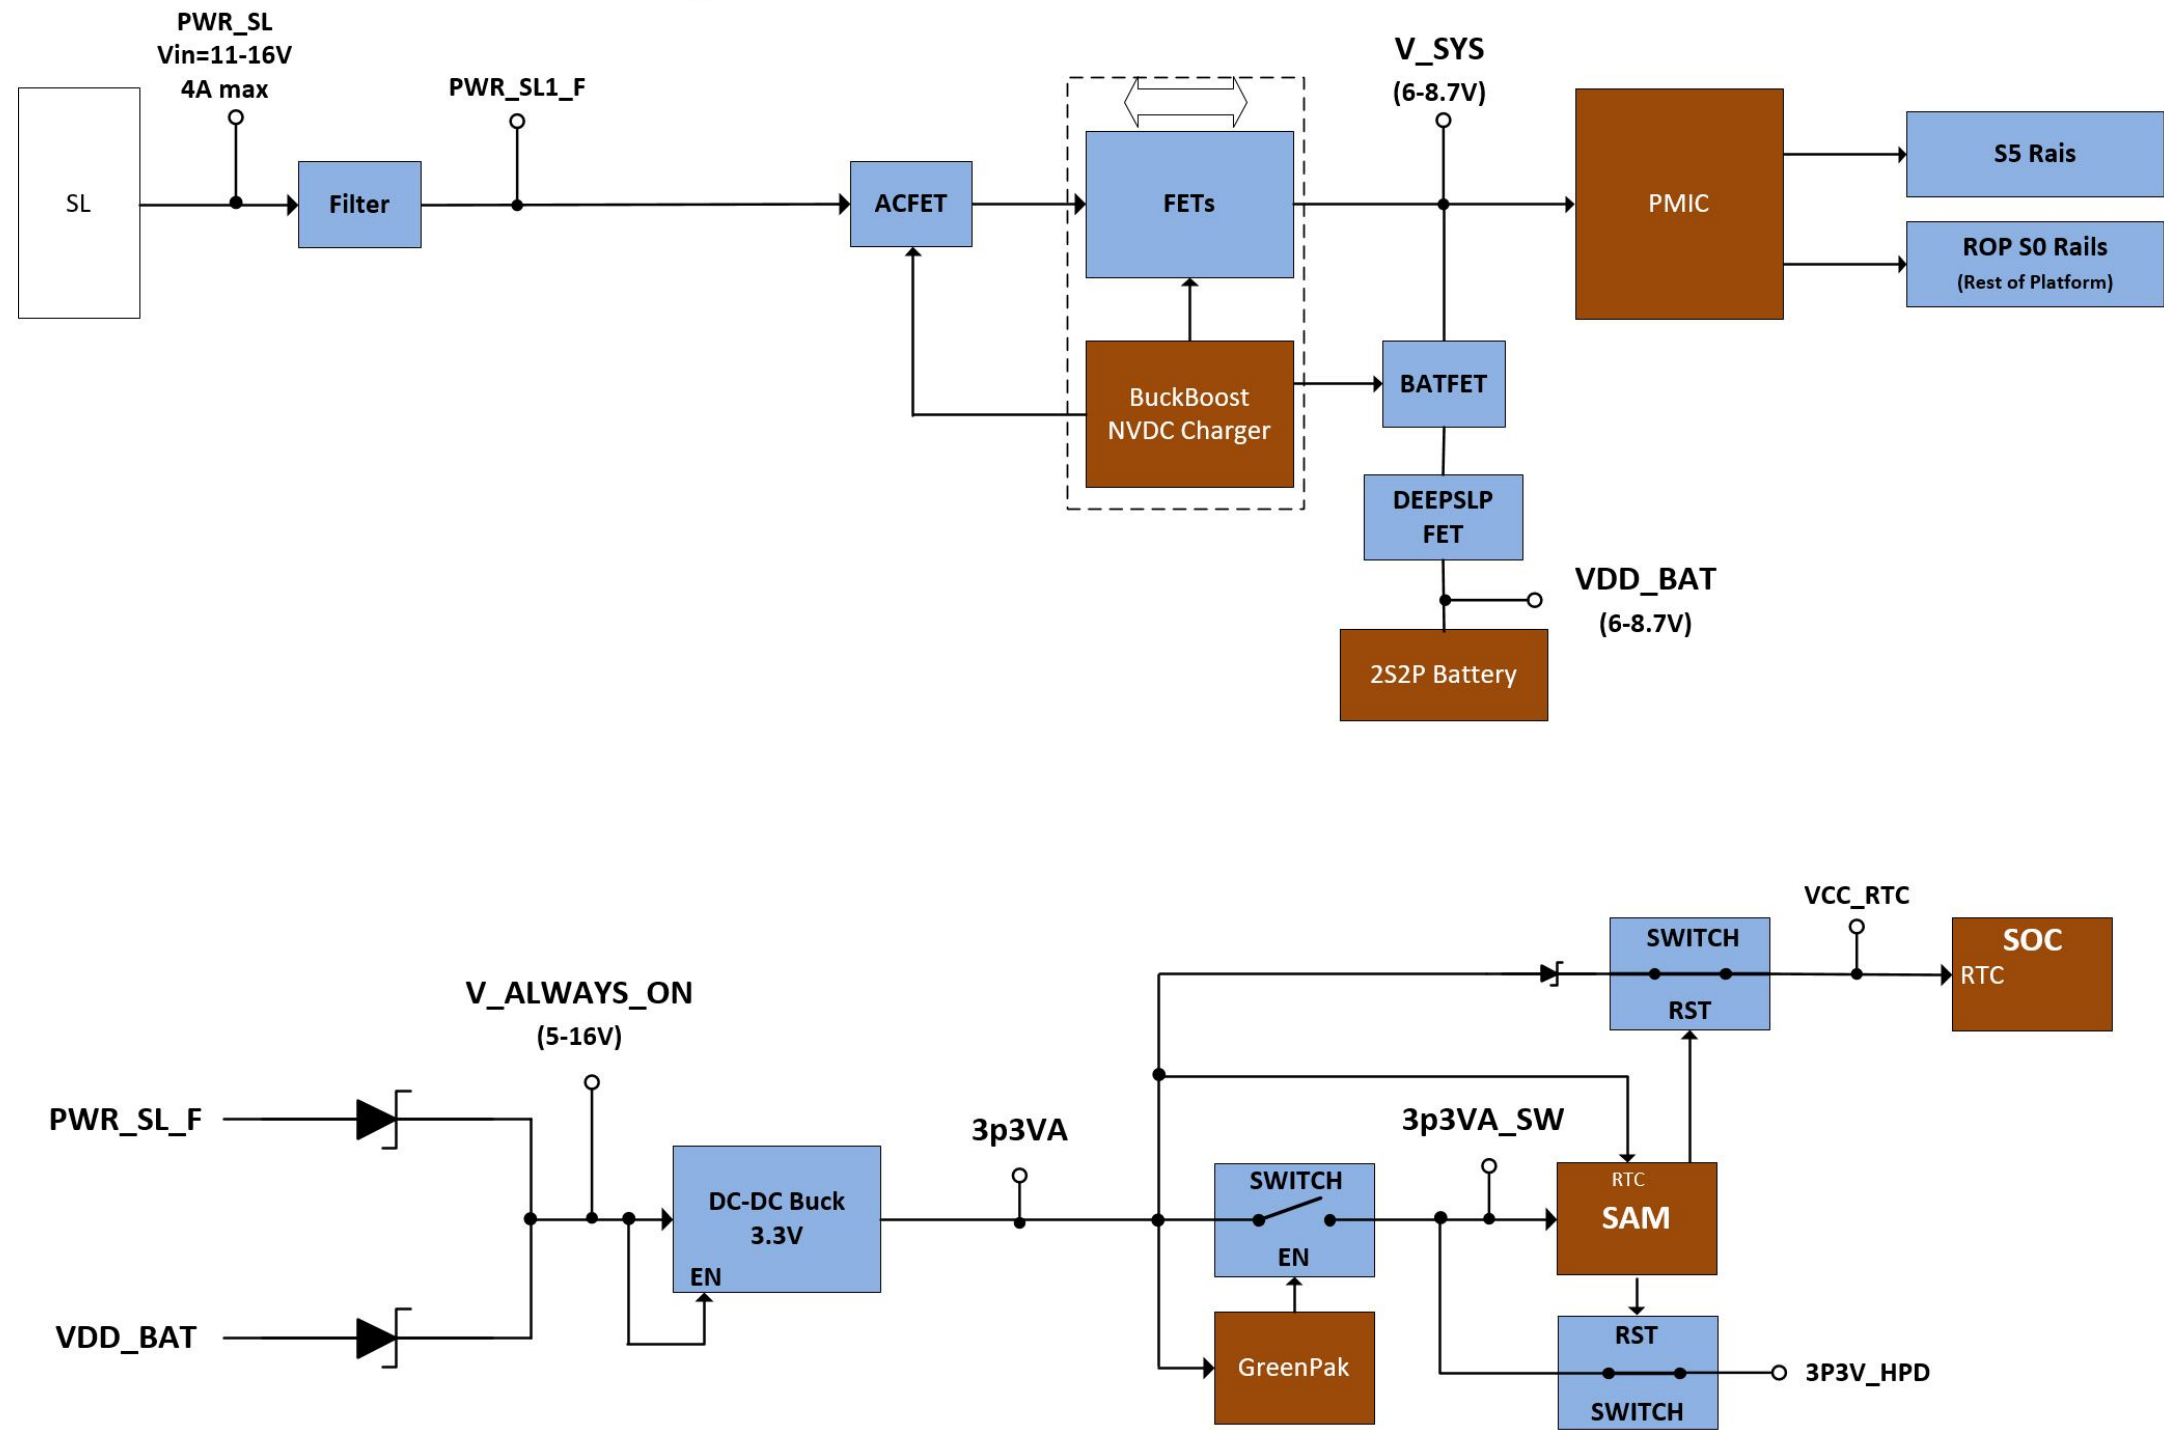 PWR_SL
Vin=11-16V
4A max
PWR_SL1_F
V_SYS
(6-8.7V)
SL
Filter
ACFET
FETs
PMIC
S5 Rais
ROP S0 Rails
(Rest of Platform)
BuckBoost
NVDC Charger
BATFET
DEEPSLP
FET
VDD_BAT
(6-8.7V)
2S2P Battery
VCC_RTC
SWITCH
RST
SOC
RTC
V_ALWAYS_ON
(5-16V)
PWR_SL_F
VDD_BAT
DC-DC Buck
3.3V
EN
3p3VA
3p3VA_SW
SWITCH
EN
RTC
SAM
GreenPak
RST
SWITCH
3P3V_HPD